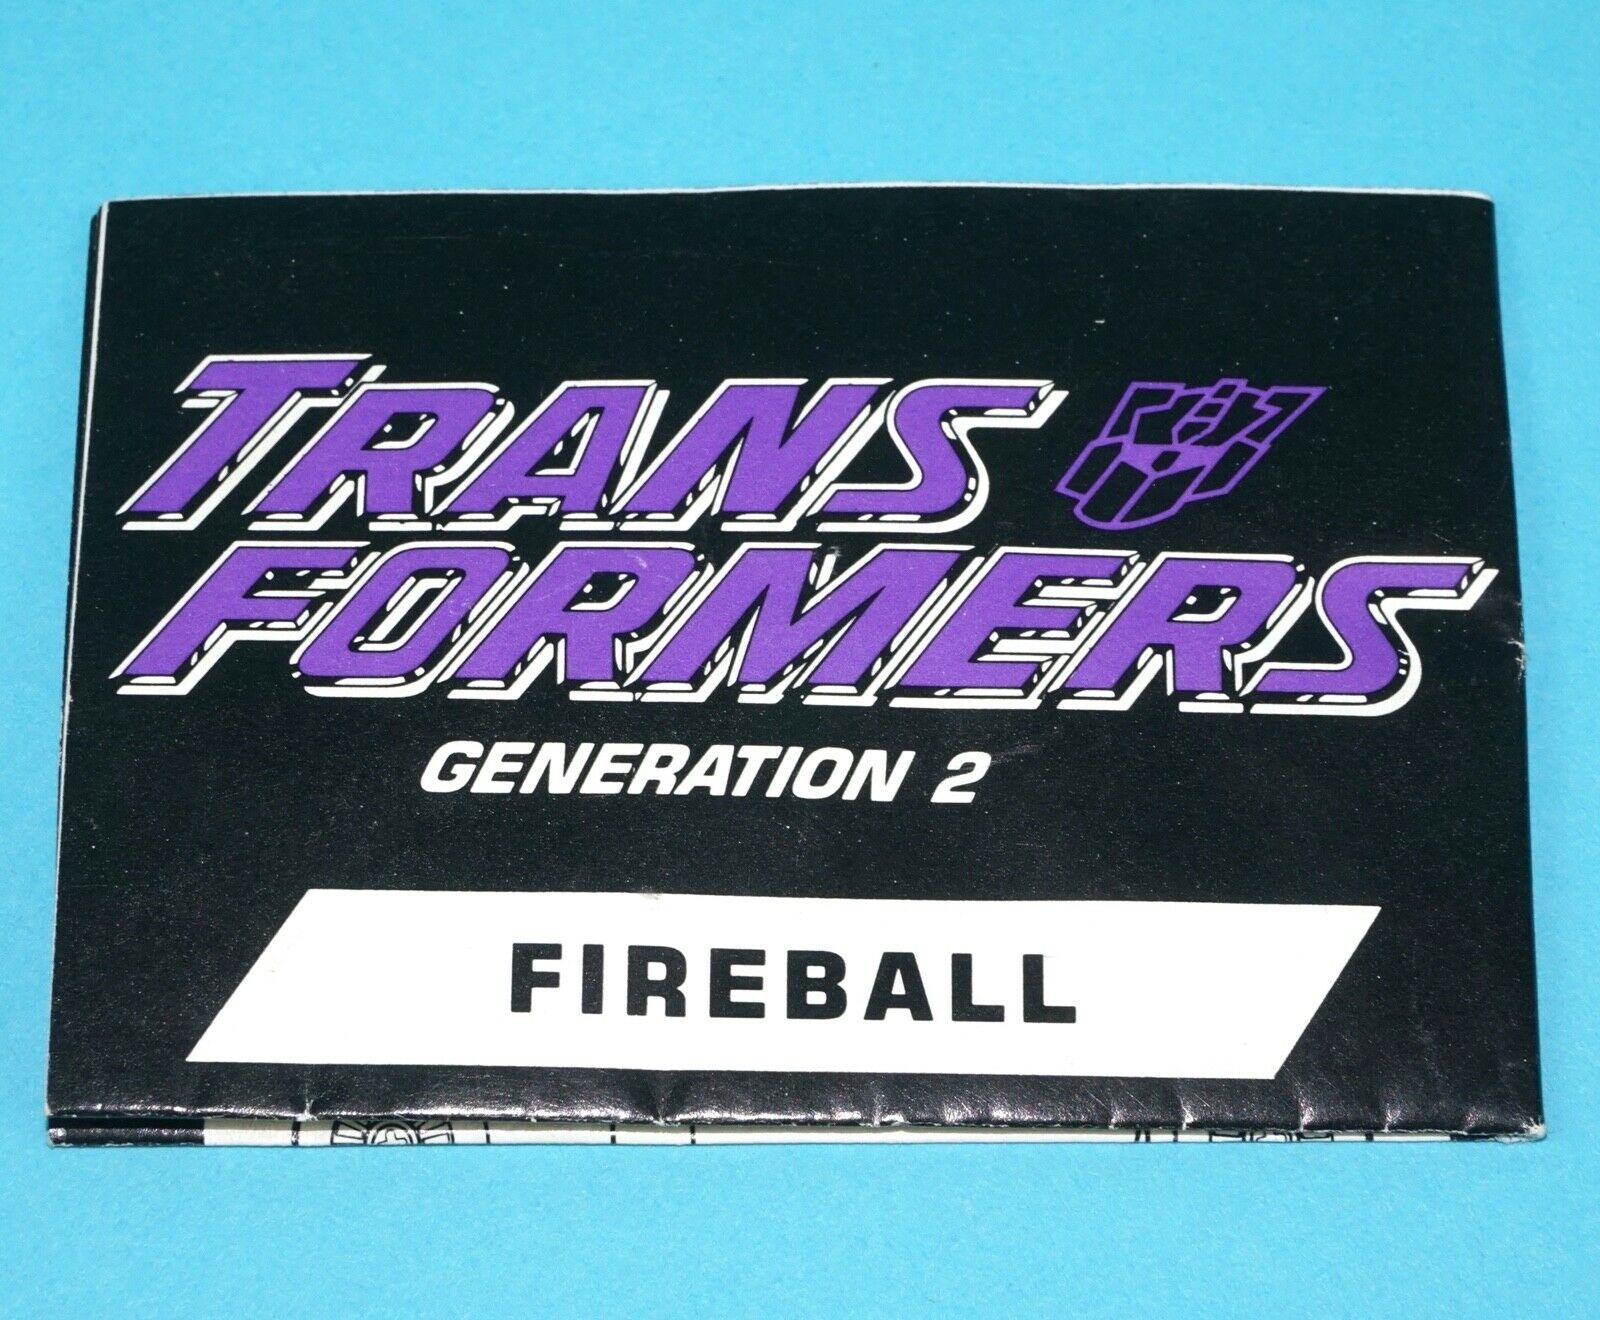 TRANS
FORMERS
GENERATION 2
FIREBALL